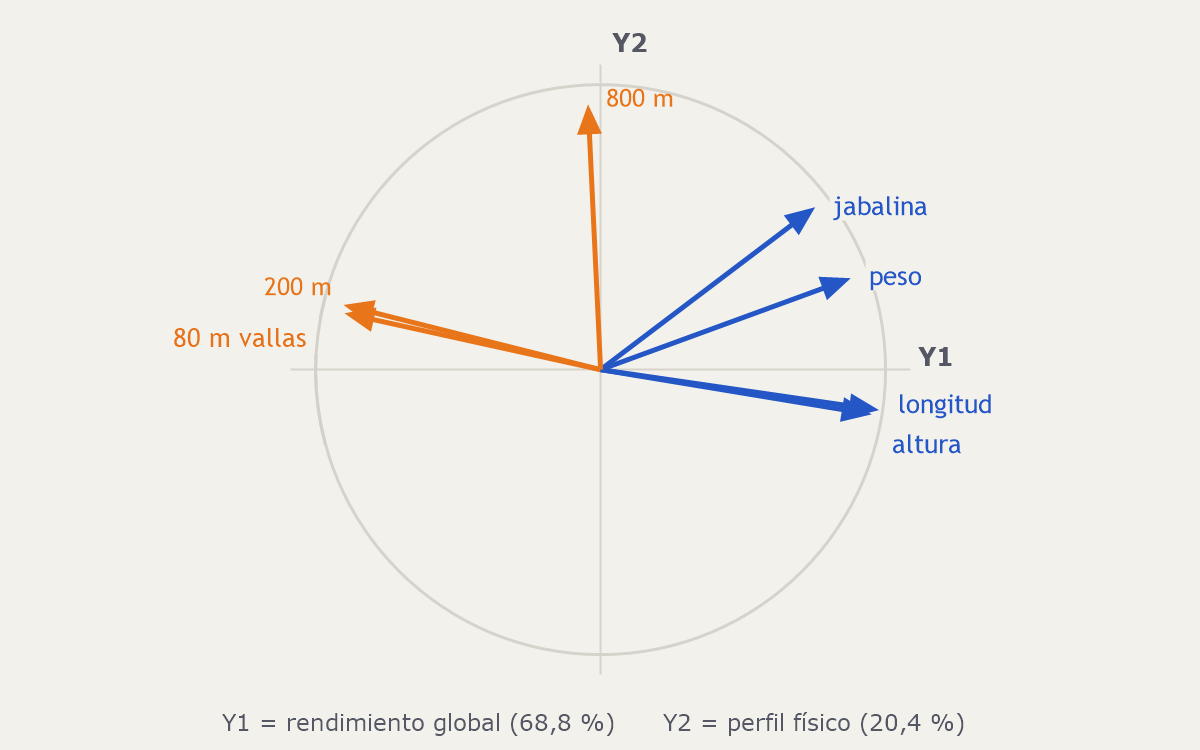 Y2
800 m
jabalina
peso
200 m
80 m vallas
Y1
longitud
altura
Y1 = rendimiento global (68,8 %) Y2 = perfil físico (20,4 %)